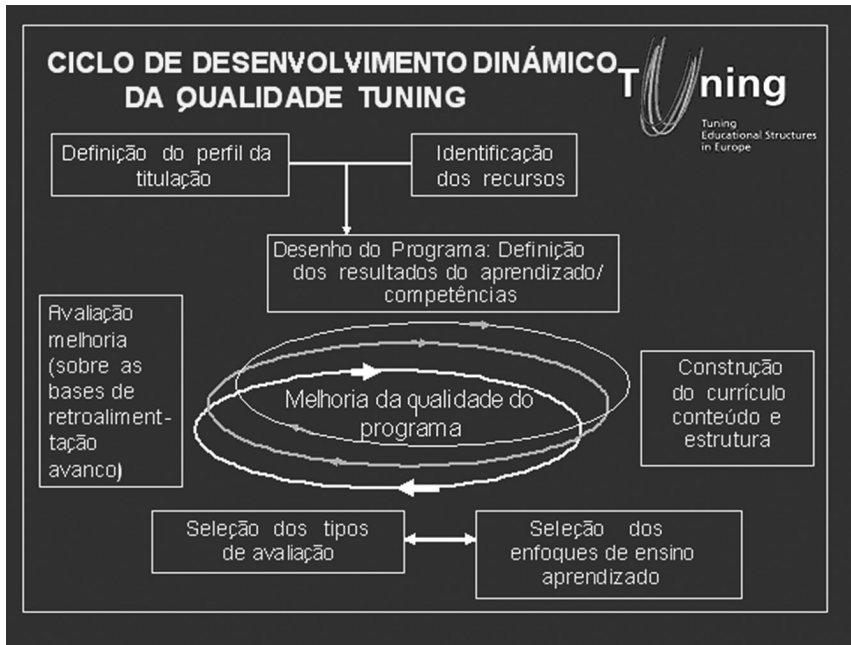 CICLO DE DESENVOLVIMENTO DINÁMICO
DA QUALIDADE TUNING
Tuning
Tuning
Educational Structures
in Europe
Definição do perfil da
titulação
Identificação
dos recursos
Desenho do Programa: Definição
dos resultados do aprendizado/
competências
Avaliação
melhoria
(sobre as
bases de
retroaliment-
tação
avanco)
Melhoria da qualidade do
programa
Construção
do currículo
conteúdo e
estrutura
Seleção dos tipos
de avaliação
Seleção dos
enfoques de ensino
aprendizado